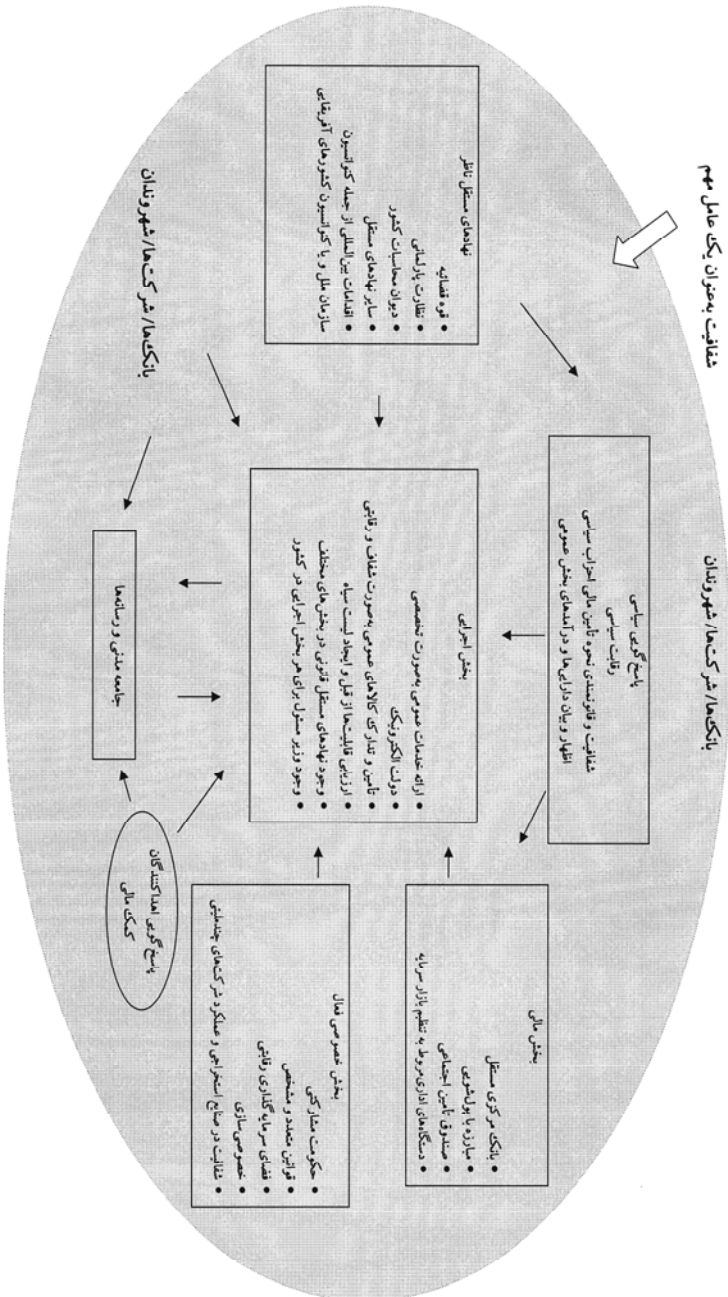 شفافیت به‌عنوان یک عامل مهم
بانک‌ها/ شرکت‌ها/ شهروندان
پاسخ گویی سیاسی
رقابت سیاسی
شفافیت و قانونمندی نحوه تأمین مالی احزاب سیاسی
اظهار و بیان دارایی‌ها و درآمدهای بخش عمومی
نهادهای مستقل ناظر
• قوه قضائیه
• نظارت پارلمانی
• دیوان محاسبات کشور
• سایر نهادهای مستقل
• اقدامات بین‌المللی از جمله کنوانسیون
سازمان ملل و یا کنوانسیون کشورهای آفریقایی
بخش اجرایی
• ارائه خدمات عمومی به‌صورت تخصصی
• دولت الکترونیک
• تأمین و تدارک کالاهای عمومی به‌صورت شفاف و رقابتی
• ارزیابی قابلیت‌ها از قبل و ایجاد لیست سیاه
• وجود نهادهای مستقل قانونی در بخش‌های مختلف
• وجود وزیر مسئول برای هر بخش اجرایی در کشور
بخش مالی
• بانک مرکزی مستقل
• مبارزه با پول‌شویی
• صندوق تأمین اجتماعی
• دستگاه‌های اداری مربوط به تنظیم بازار سرمایه
بخش خصوصی فعال
• حکومت مشارکتی
• قوانین متعدد و مشخص
• فضای سرمایه گذاری رقابتی
• خصوصی‌سازی
• شفافیت در صنایع استخراجی و عملکرد شرکت‌های چندملیتی
بانک‌ها/ شرکت‌ها/ شهروندان
جامعه مدنی و رسانه‌ها
پاسخ گویی اهداکنندگان
کمک مالی